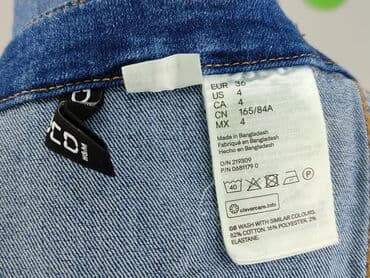 EUR 36
US 4
CA 4
CN 165/84A
MX 4
Made in Bangladesh
Fabriqué en Bangladesh
Hecho en Bangladesh
O/N 219309
P/N 0681179 0
40
P
clevercare.info
GB WASH WITH SIMILAR COLOURS.
82% COTTON. 16% POLYESTER. 2%
ELASTANE.
H&M